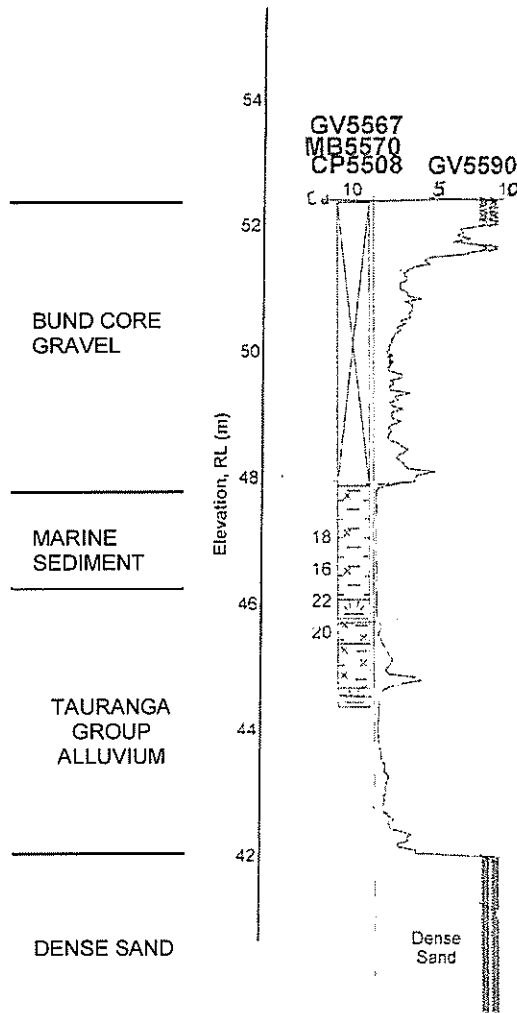 54
GV5567
MB5570
CP5508 GV5590
10 5 10
52
BUND CORE
GRAVEL
50
Elevation, RL (m)
48
MARINE
SEDIMENT
18
16
46
22
20
TAURANGA
GROUP
ALLUVIUM
44
42
DENSE SAND
Dense
Sand